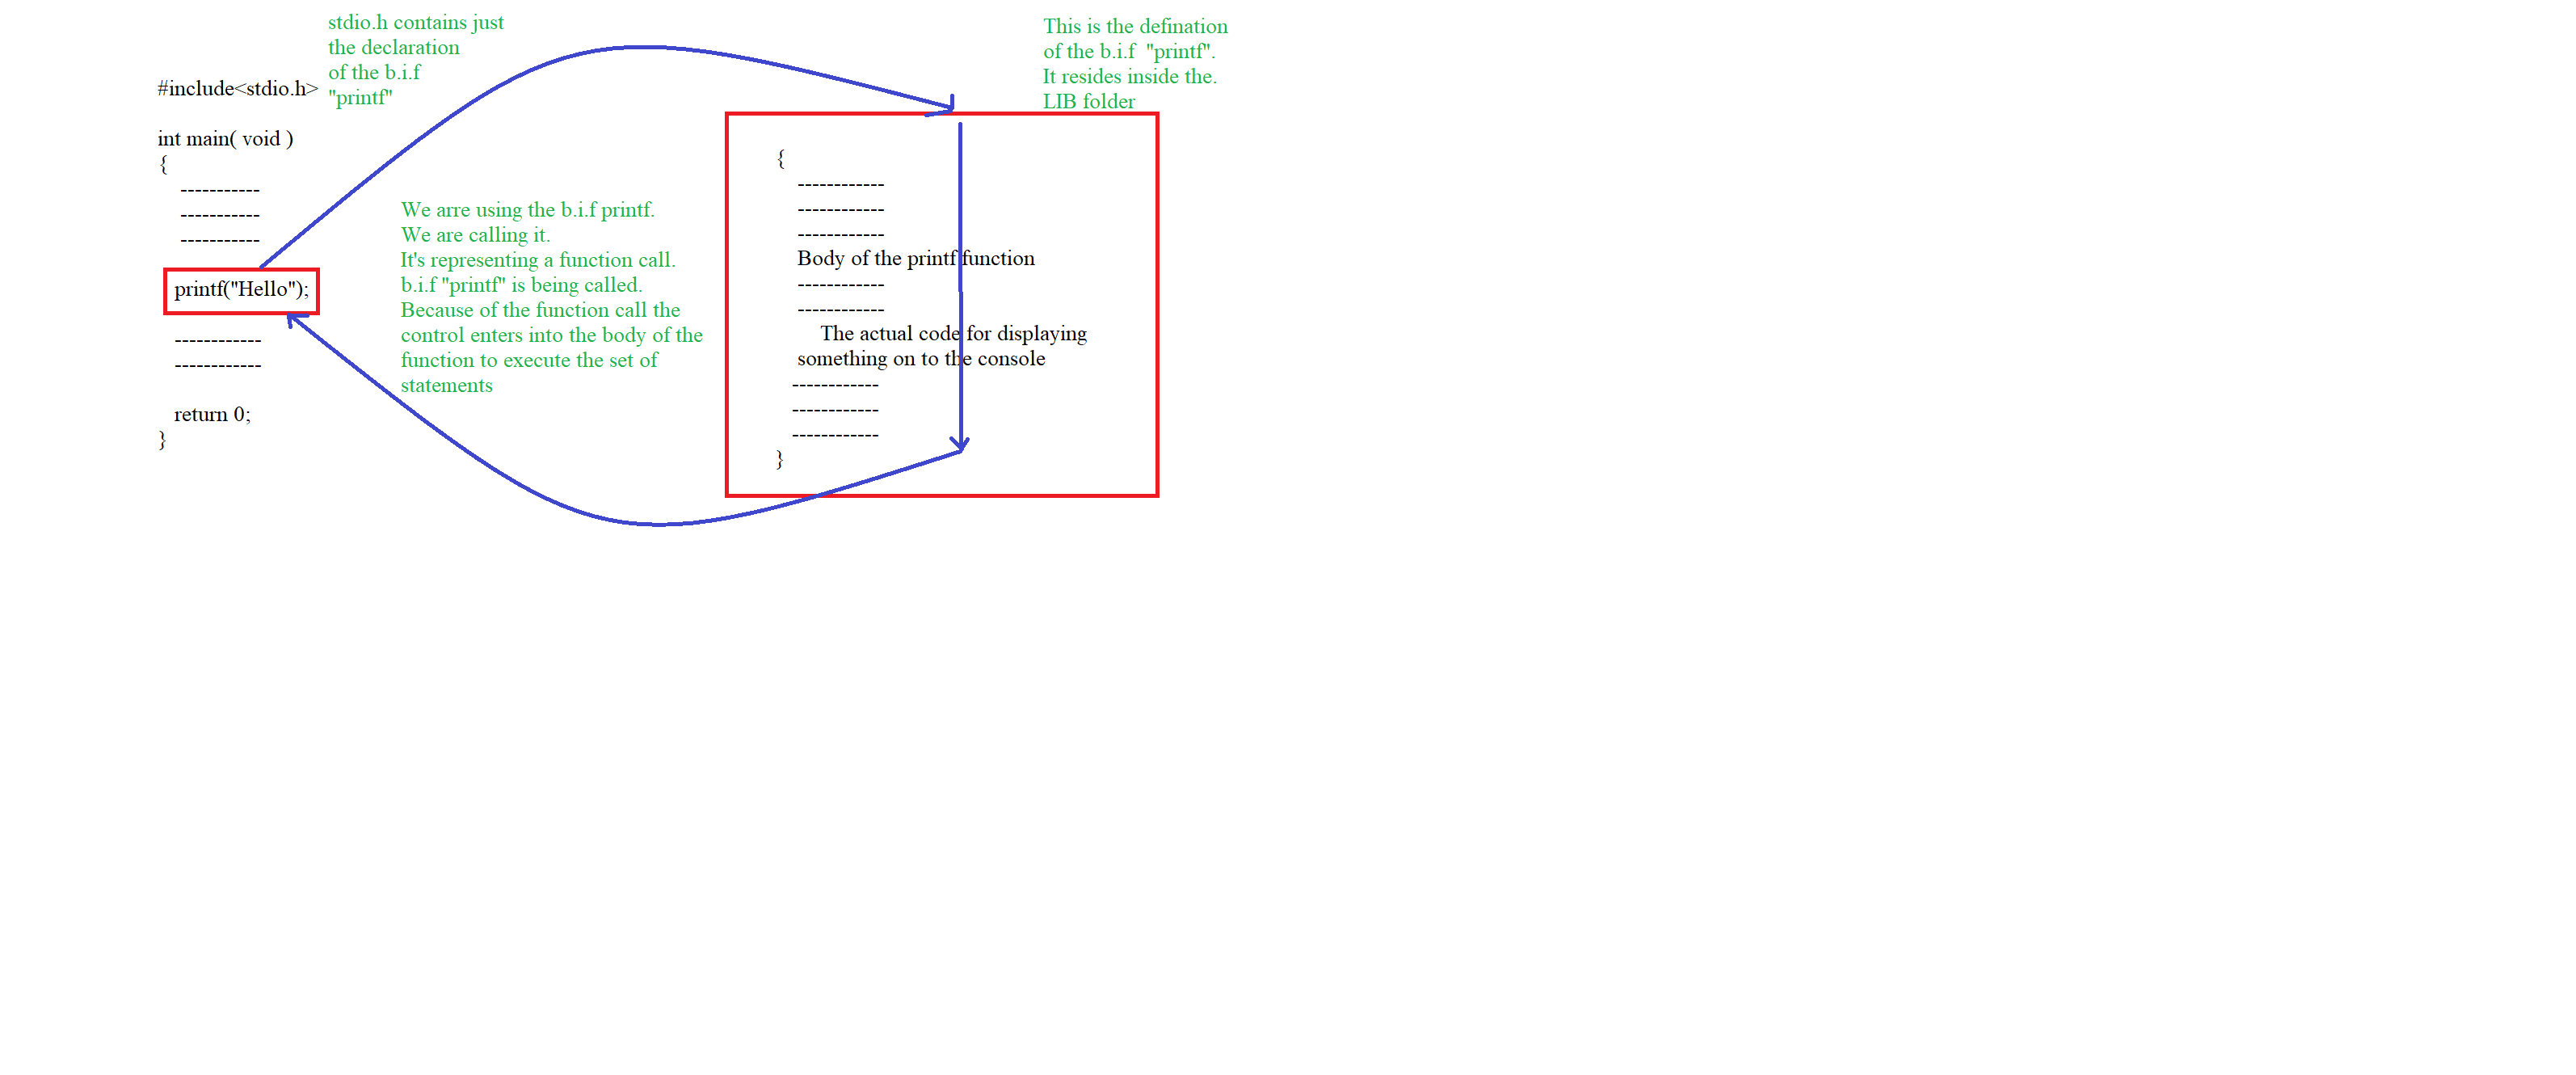 stdio.h contains just
the declaration
of the b.i.f
"printf"
#include<stdio.h>
int main( void )
{
-----------
-----------
-----------
printf("Hello");
------------
------------
return 0;
}
We arre using the b.i.f printf.
We are calling it.
It's representing a function call.
b.i.f "printf" is being called.
Because of the function call the
control enters into the body of the
function to execute the set of
statements
This is the defination
of the b.i.f  "printf".
It resides inside the.
LIB folder
{
------------
------------
------------
Body of the printf function
------------
------------
The actual code for displaying
something on to the console
------------
------------
------------
}